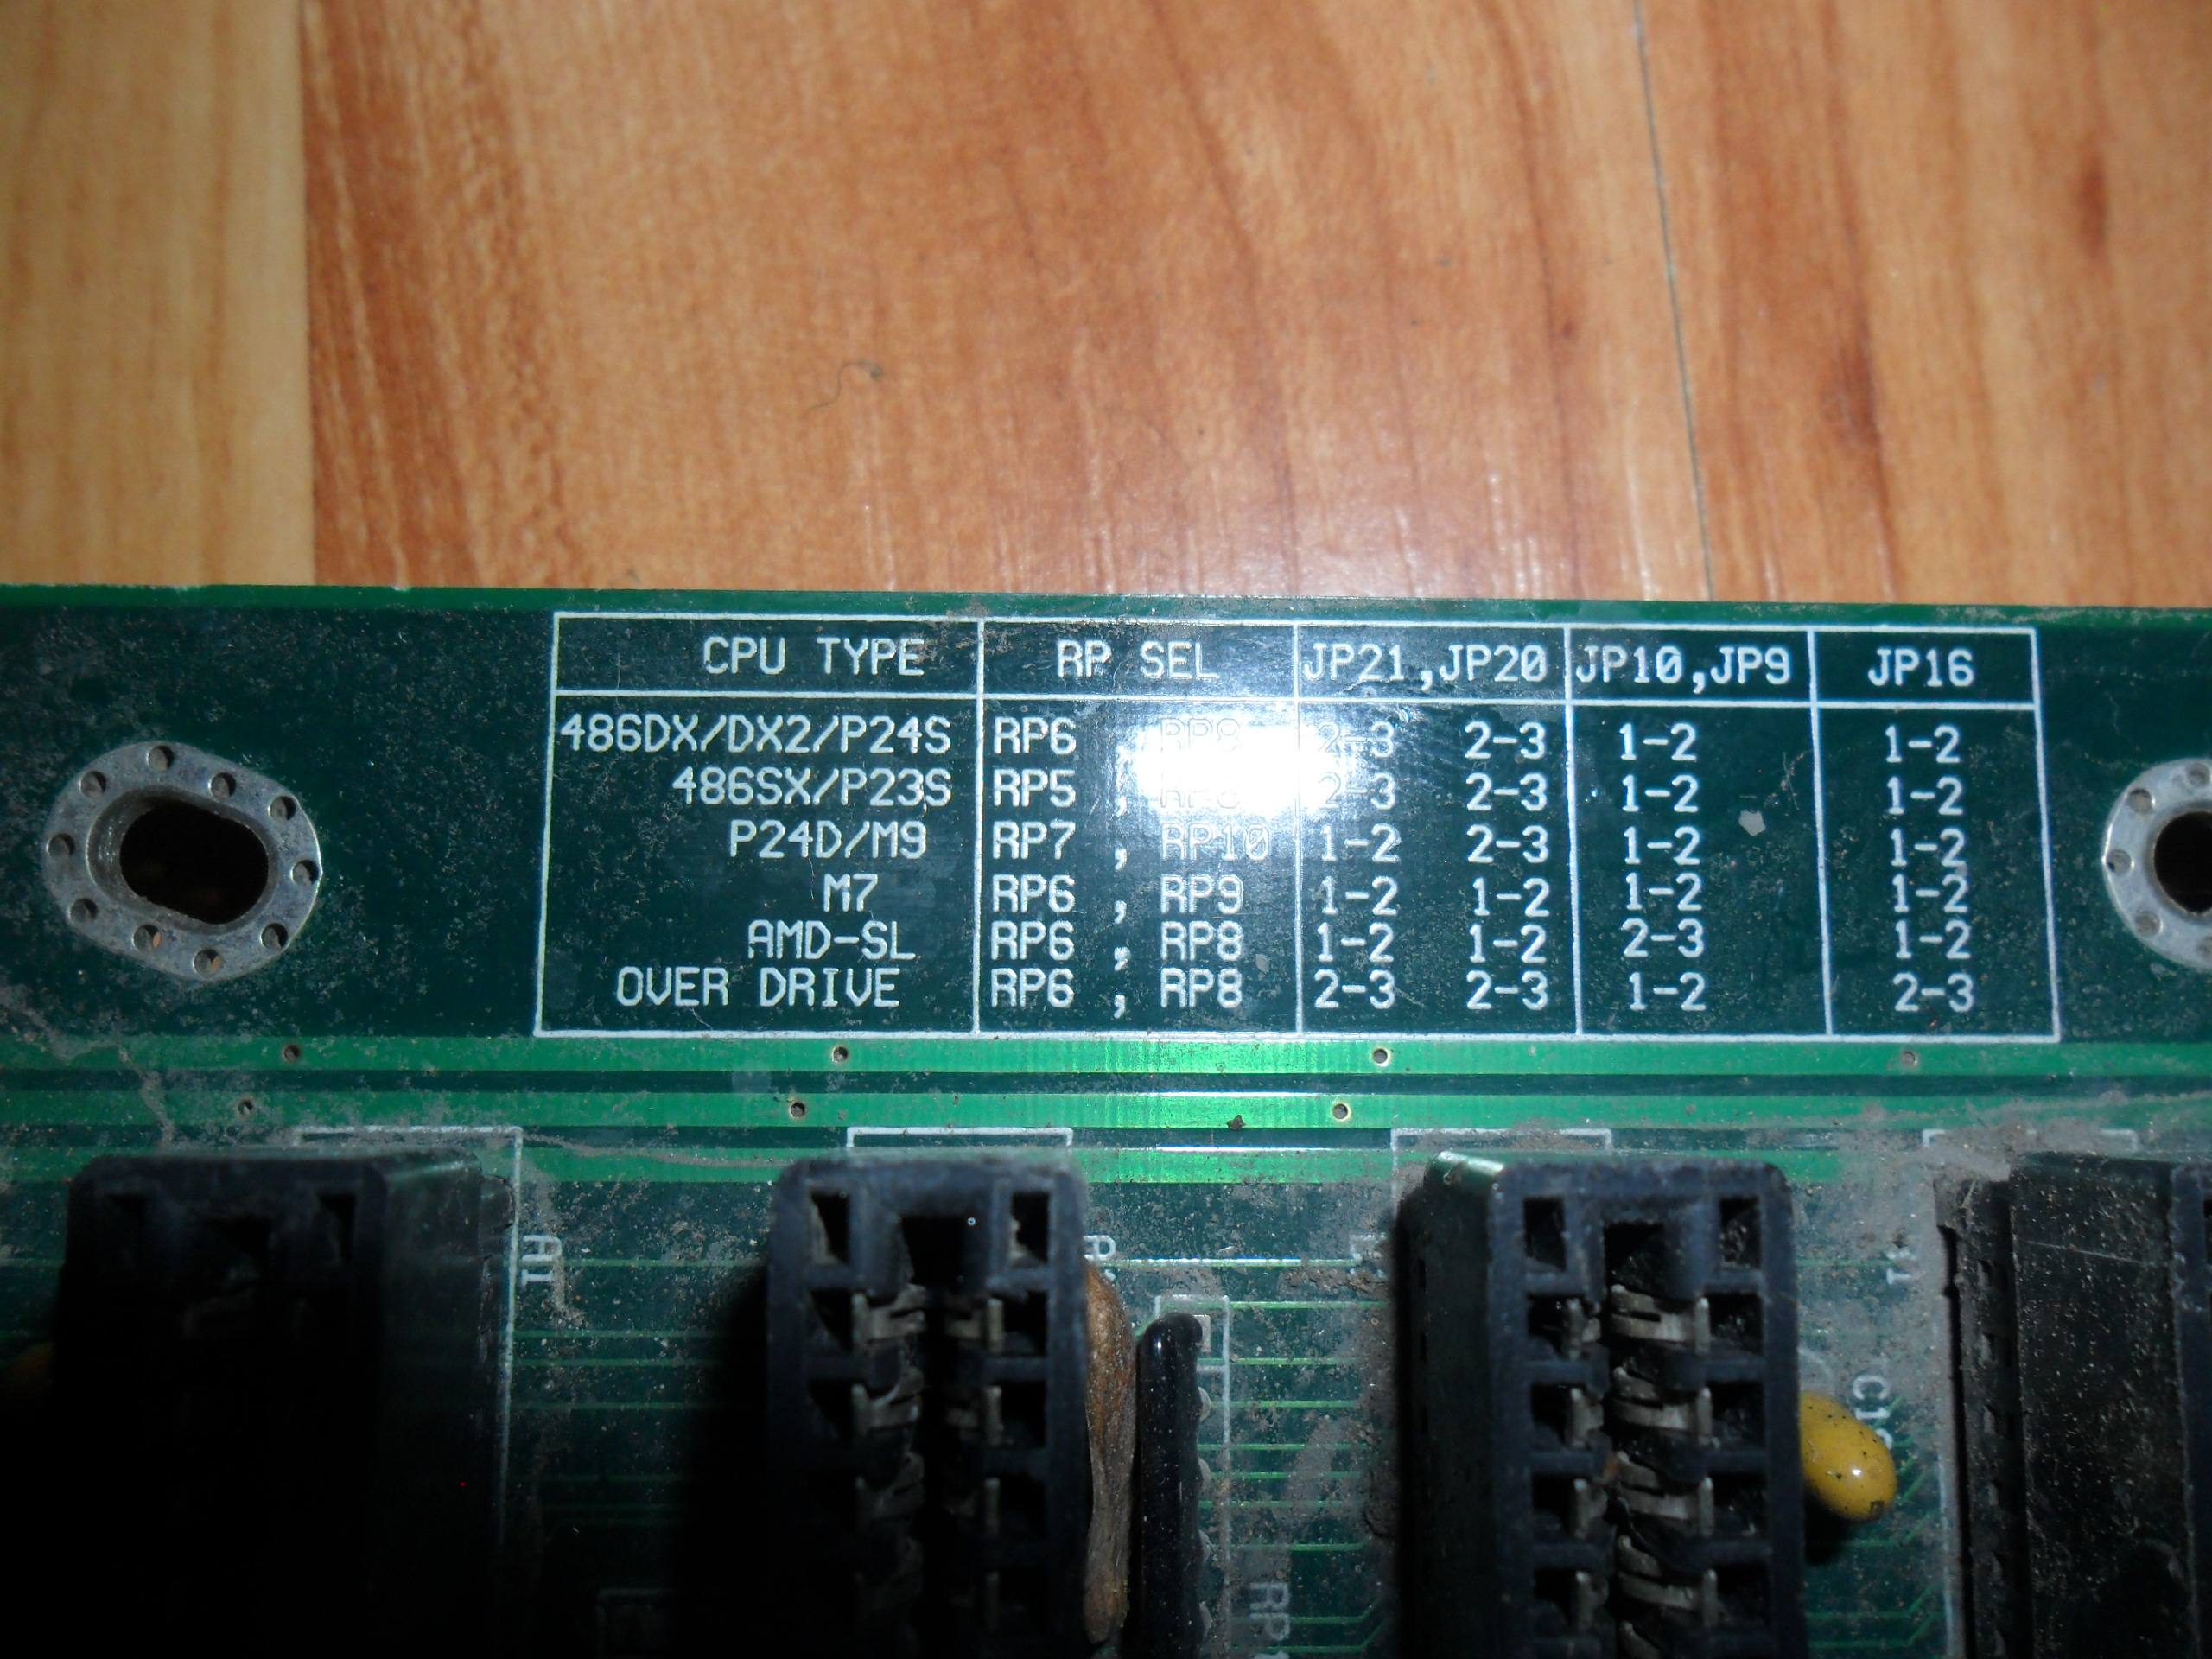 CPU TYPE RP SEL JP21,JP20 JP10,JP9 JP16
486DX/DX2/P24S RP6 , RP8 2-3 2-3 1-2 1-2
486SX/P23S RP5 , 2-3 2-3 1-2 1-2
P24D/M9 RP7 , RP10 1-2 2-3 1-2 1-2
M7 RP6 , RP9 1-2 1-2 1-2 1-2
AMD-SL RP6 , RP8 1-2 1-2 2-3 1-2
OVER DRIVE RP6 , RP8 2-3 2-3 1-2 2-3
A1